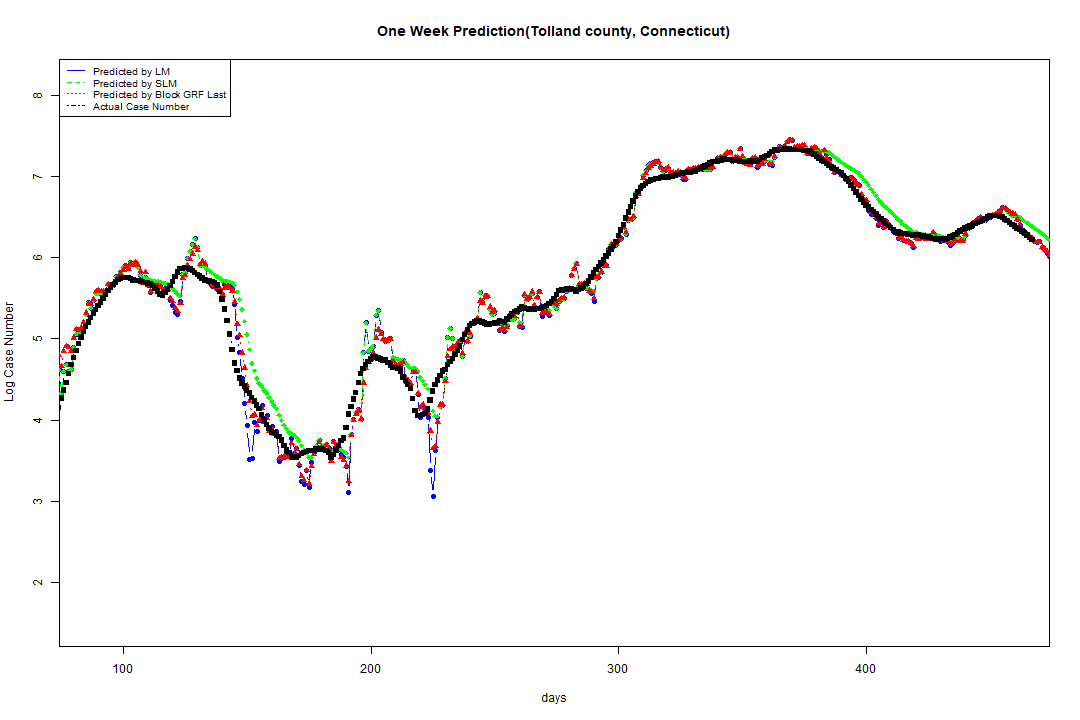 One Week Prediction(Tolland county, Connecticut)
Predicted by LM
Predicted by SLM
Predicted by Block GRF Last
Actual Case Number
8
7
6
5
4
3
2
Log Case Number
100 200 300 400
days